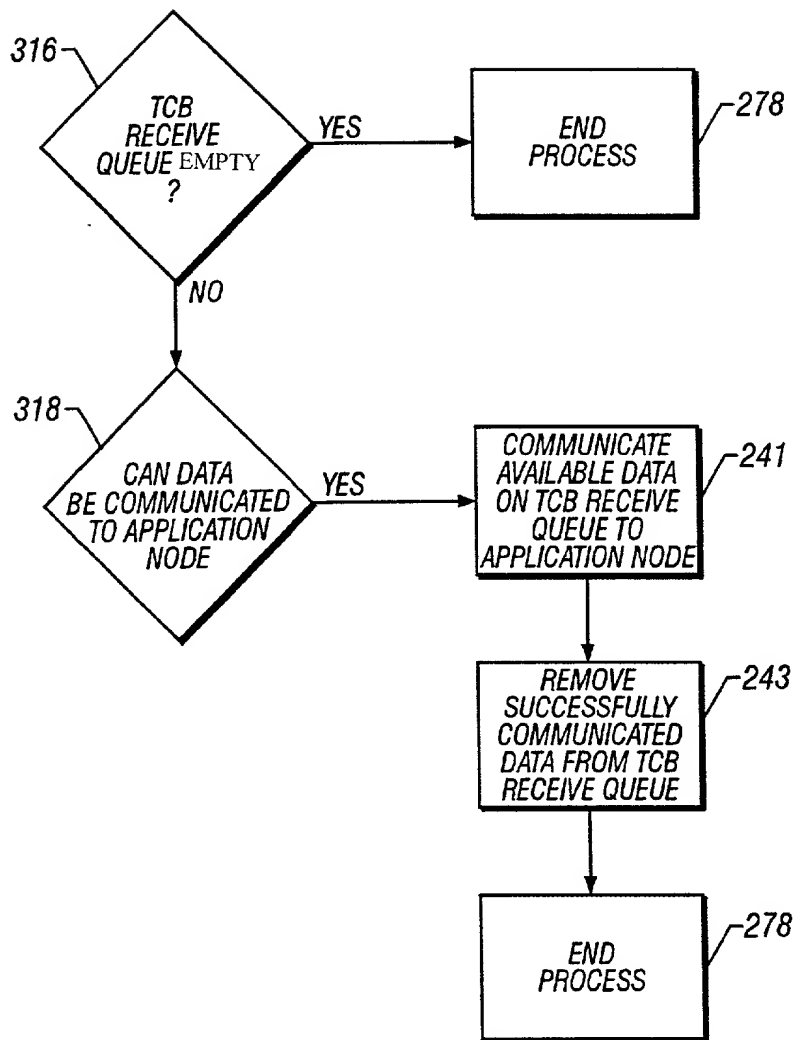 316
TCB
RECEIVE
QUEUE EMPTY
?
YES
END
PROCESS
278
NO
318
CAN DATA
BE COMMUNICATED
TO APPLICATION
NODE
YES
COMMUNICATE
AVAILABLE DATA
ON TCB RECEIVE
QUEUE TO
APPLICATION NODE
241
REMOVE
SUCCESSFULLY
COMMUNICATED
DATA FROM TCB
RECEIVE QUEUE
243
END
PROCESS
278